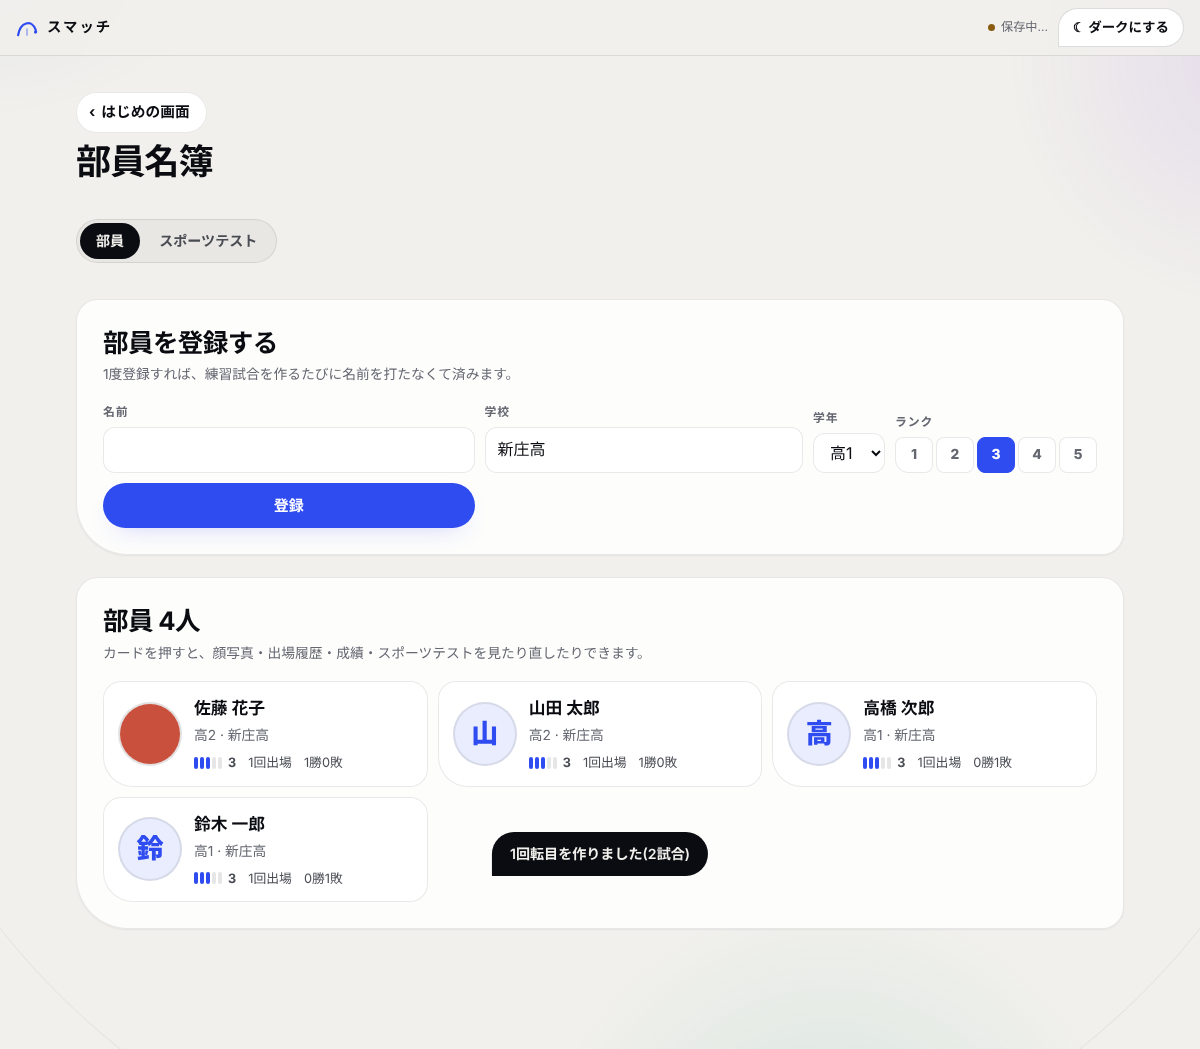 スマッチ
保存中...
☾ ダークにする
‹ はじめの画面
部員名簿
部員 スポーツテスト
部員を登録する
1度登録すれば、練習試合を作るたびに名前を打たなくて済みます。
名前 学校 学年 ランク
新庄高 高1 1 2 3 4 5
登録
部員 4人
カードを押すと、顔写真・出場履歴・成績・スポーツテストを見たり直したりできます。
佐藤 花子
高2 · 新庄高
3 1回出場 1勝0敗
山
山田 太郎
高2 · 新庄高
3 1回出場 1勝0敗
高
高橋 次郎
高1 · 新庄高
3 1回出場 0勝1敗
鈴
鈴木 一郎
高1 · 新庄高
3 1回出場 0勝1敗
1回転目を作りました(2試合)